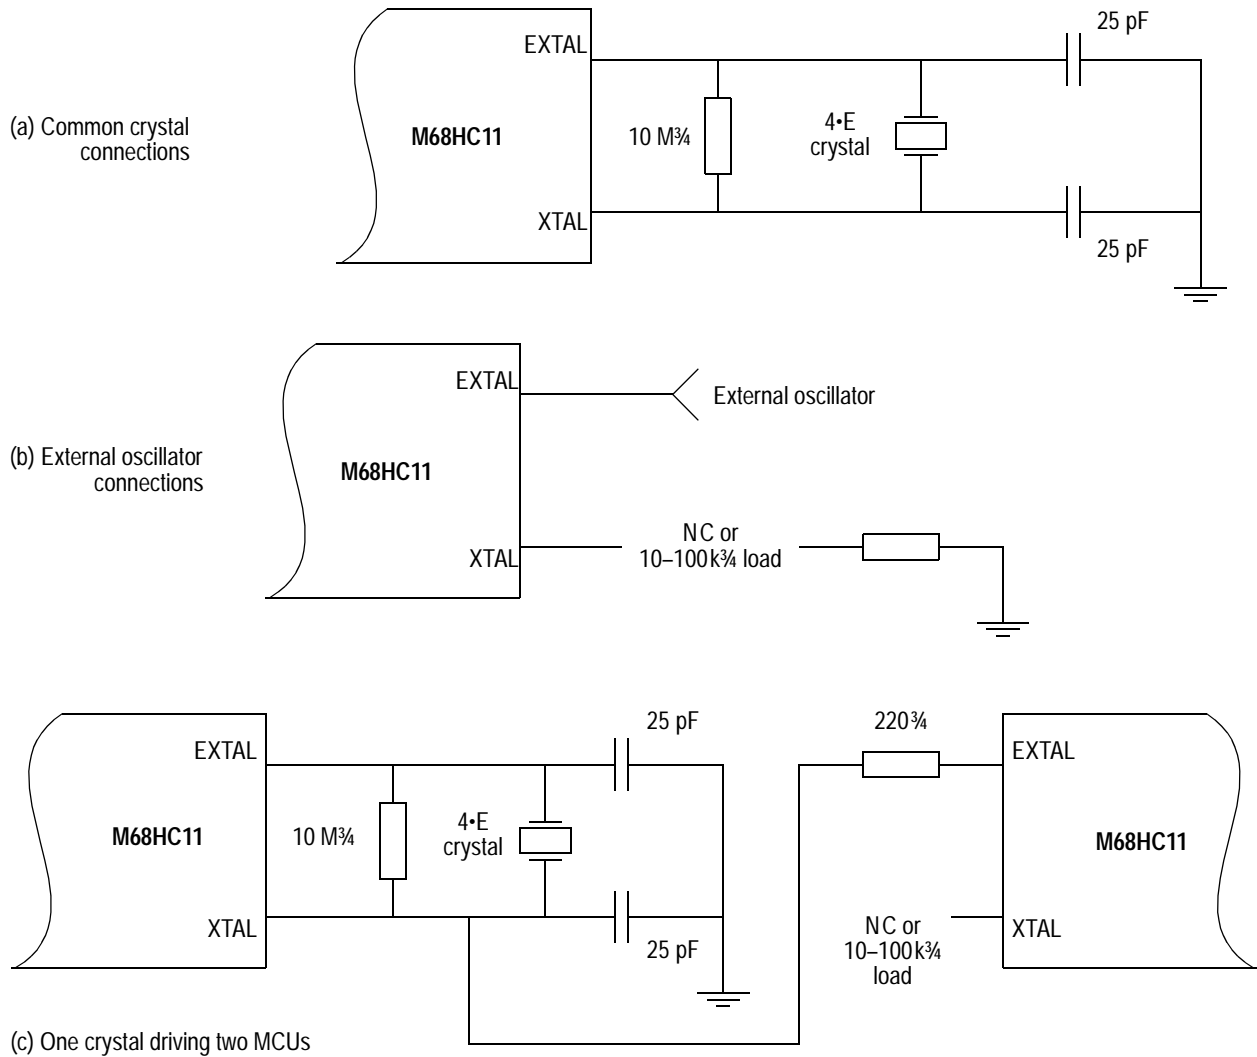 25 pF
EXTAL
(a) Common crystal
connections
M68HC11
10 M¾
4•E
crystal
XTAL
25 pF
EXTAL
External oscillator
(b) External oscillator
connections
M68HC11
NC or
10–100k¾ load
XTAL
25 pF
220¾
EXTAL
EXTAL
M68HC11
10 M¾
4•E
crystal
M68HC11
XTAL
25 pF
NC or
10–100k¾
load
XTAL
(c) One crystal driving two MCUs